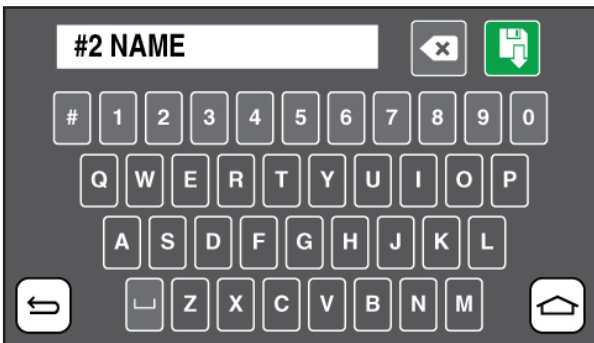 #2 NAME
# 1 2 3 4 5 6 7 8 9 0
Q W E R T Y U I O P
A S D F G H J K L
Z X C V B N M